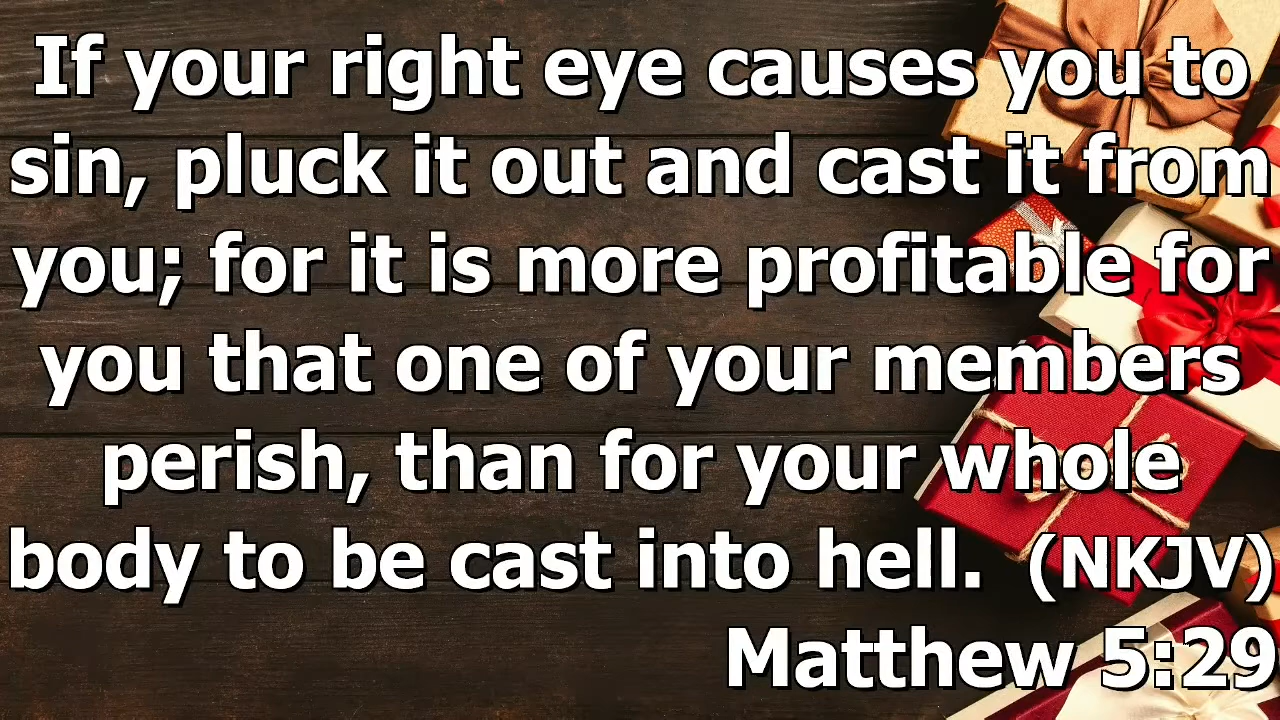 If your right eye causes you to
sin, pluck it out and cast it from
you; for it is more profitable for
you that one of your members
perish, than for your whole
body to be cast into hell.  (NKJV)
Matthew 5:29